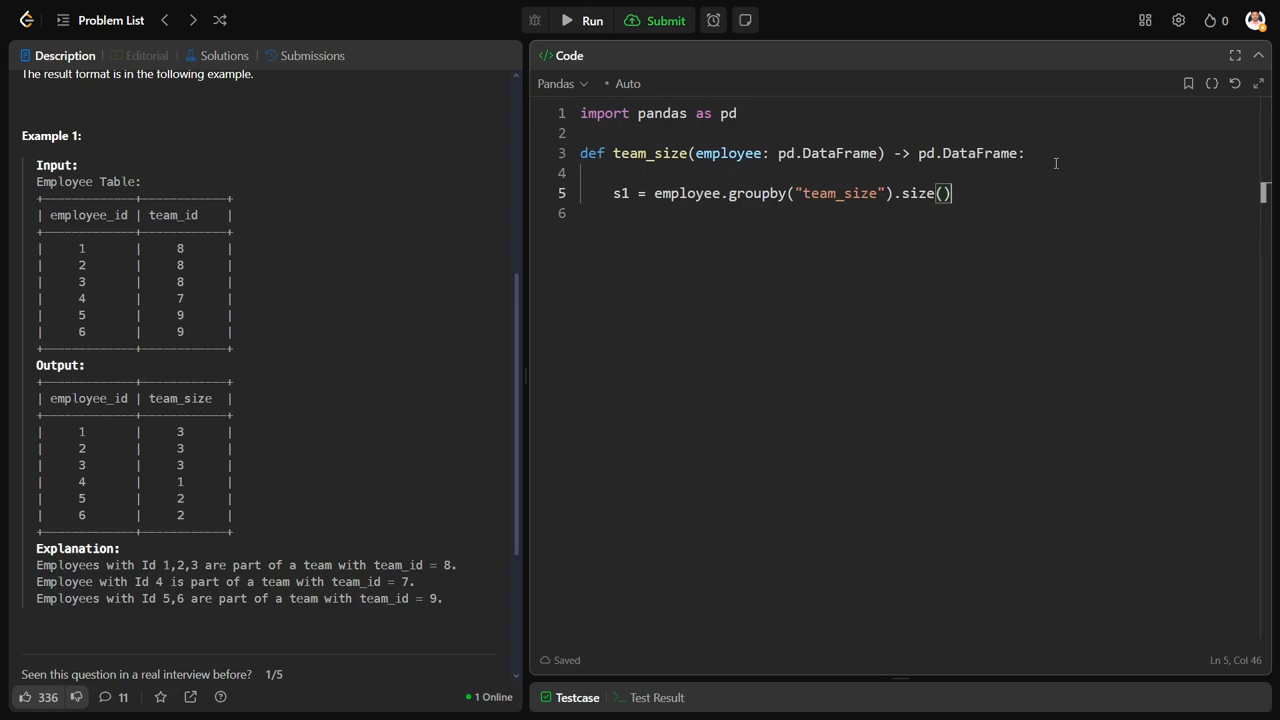 Problem List
Run
Submit
0
Description
Editorial
Solutions
Submissions
The result format is in the following example.
Example 1:
Input:
Employee Table:
+-------------+------------+
| employee_id | team_id |
+-------------+------------+
| 1 | 8 |
| 2 | 8 |
| 3 | 8 |
| 4 | 7 |
| 5 | 9 |
| 6 | 9 |
+-------------+------------+
Output:
+-------------+------------+
| employee_id | team_size |
+-------------+------------+
| 1 | 3 |
| 2 | 3 |
| 3 | 3 |
| 4 | 1 |
| 5 | 2 |
| 6 | 2 |
+-------------+------------+
Explanation:
Employees with Id 1,2,3 are part of a team with team_id = 8.
Employee with Id 4 is part of a team with team_id = 7.
Employees with Id 5,6 are part of a team with team_id = 9.
Seen this question in a real interview before? 1/5
336
11
1 Online
</> Code
Pandas • Auto
1 import pandas as pd
2
3 def team_size(employee: pd.DataFrame) -> pd.DataFrame:
4
5 s1 = employee.groupby("team_size").size()
6
Saved
Ln 5, Col 46
Testcase
>_ Test Result